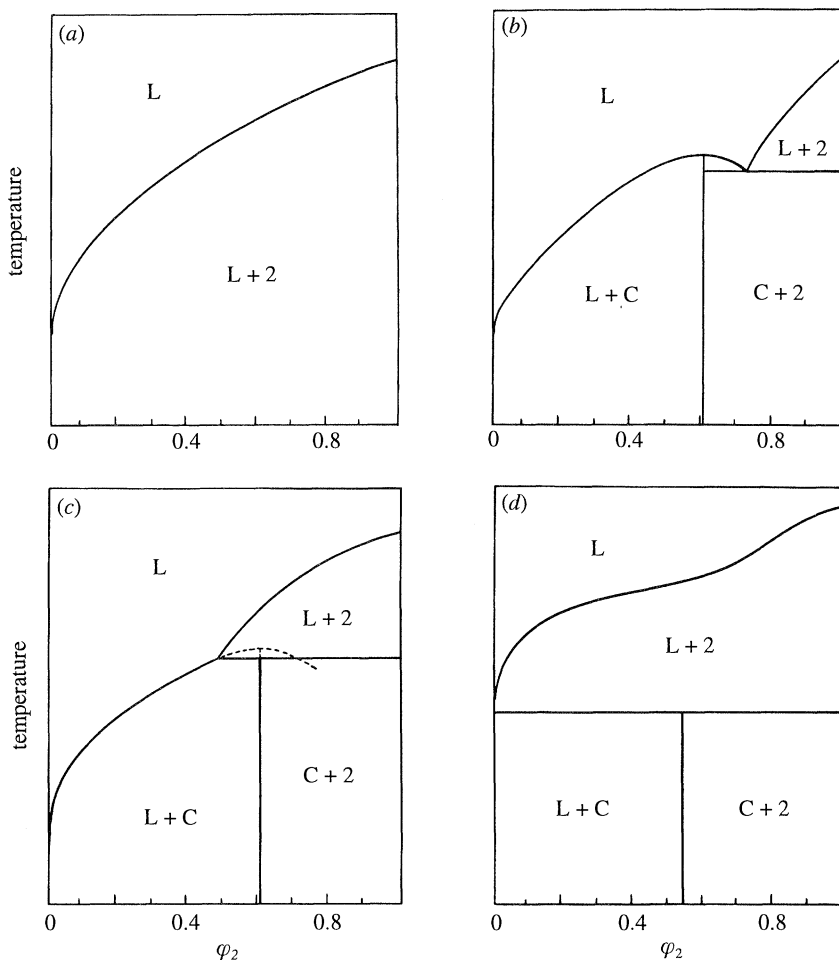 (a)
L
L + 2
temperature
0
0.4
0.8
(b)
L
L + 2
L + C
C + 2
0
0.4
0.8
(c)
L
L + 2
C + 2
L + C
temperature
0
0.4
0.8
φ2
(d)
L
L + 2
L + C
C + 2
0
0.4
0.8
φ2